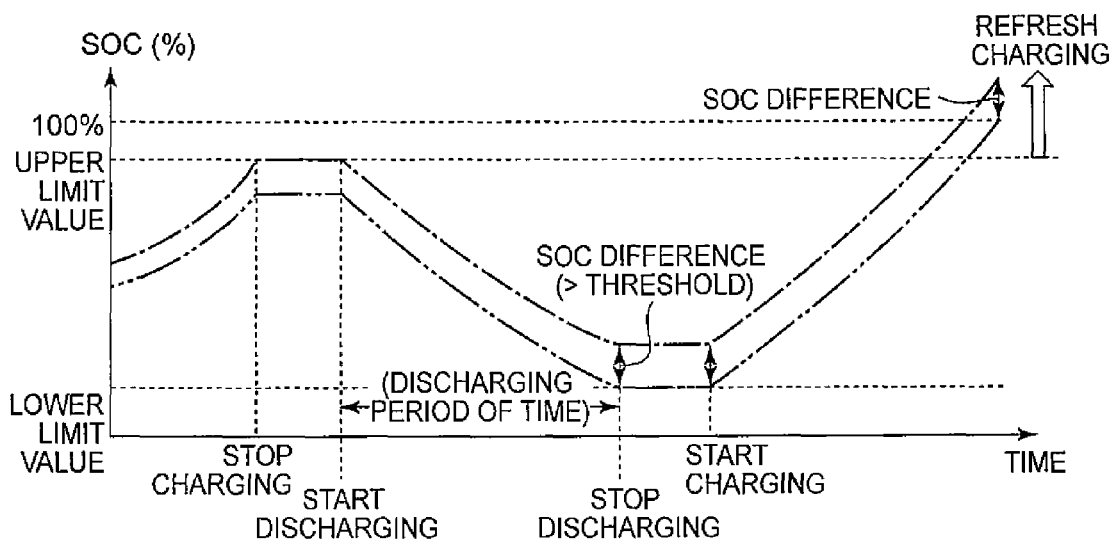 REFRESH
CHARGING
SOC (%)
SOC DIFFERENCE
100%
UPPER
LIMIT
VALUE
SOC DIFFERENCE
(> THRESHOLD)
(DISCHARGING
PERIOD OF TIME)
LOWER
LIMIT
VALUE
STOP
CHARGING
START
DISCHARGING
STOP
DISCHARGING
START
CHARGING
TIME